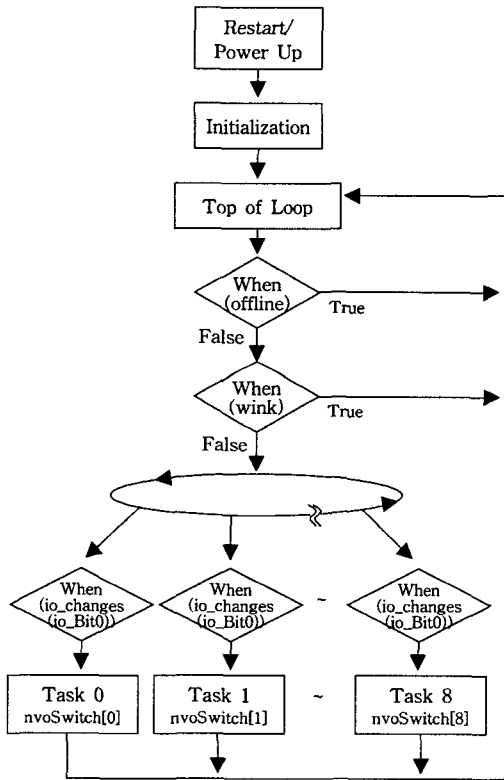 Restart/
Power Up
Initialization
Top of Loop
When
(offline)
True
False
When
(wink)
True
False
When
(io_changes
(io_Bit0))
When
(io_changes
(io_Bit0))
~
When
(io_changes
(io_Bit0))
Task 0
nvoSwitch[0]
Task 1
nvoSwitch[1]
~
Task 8
nvoSwitch[8]